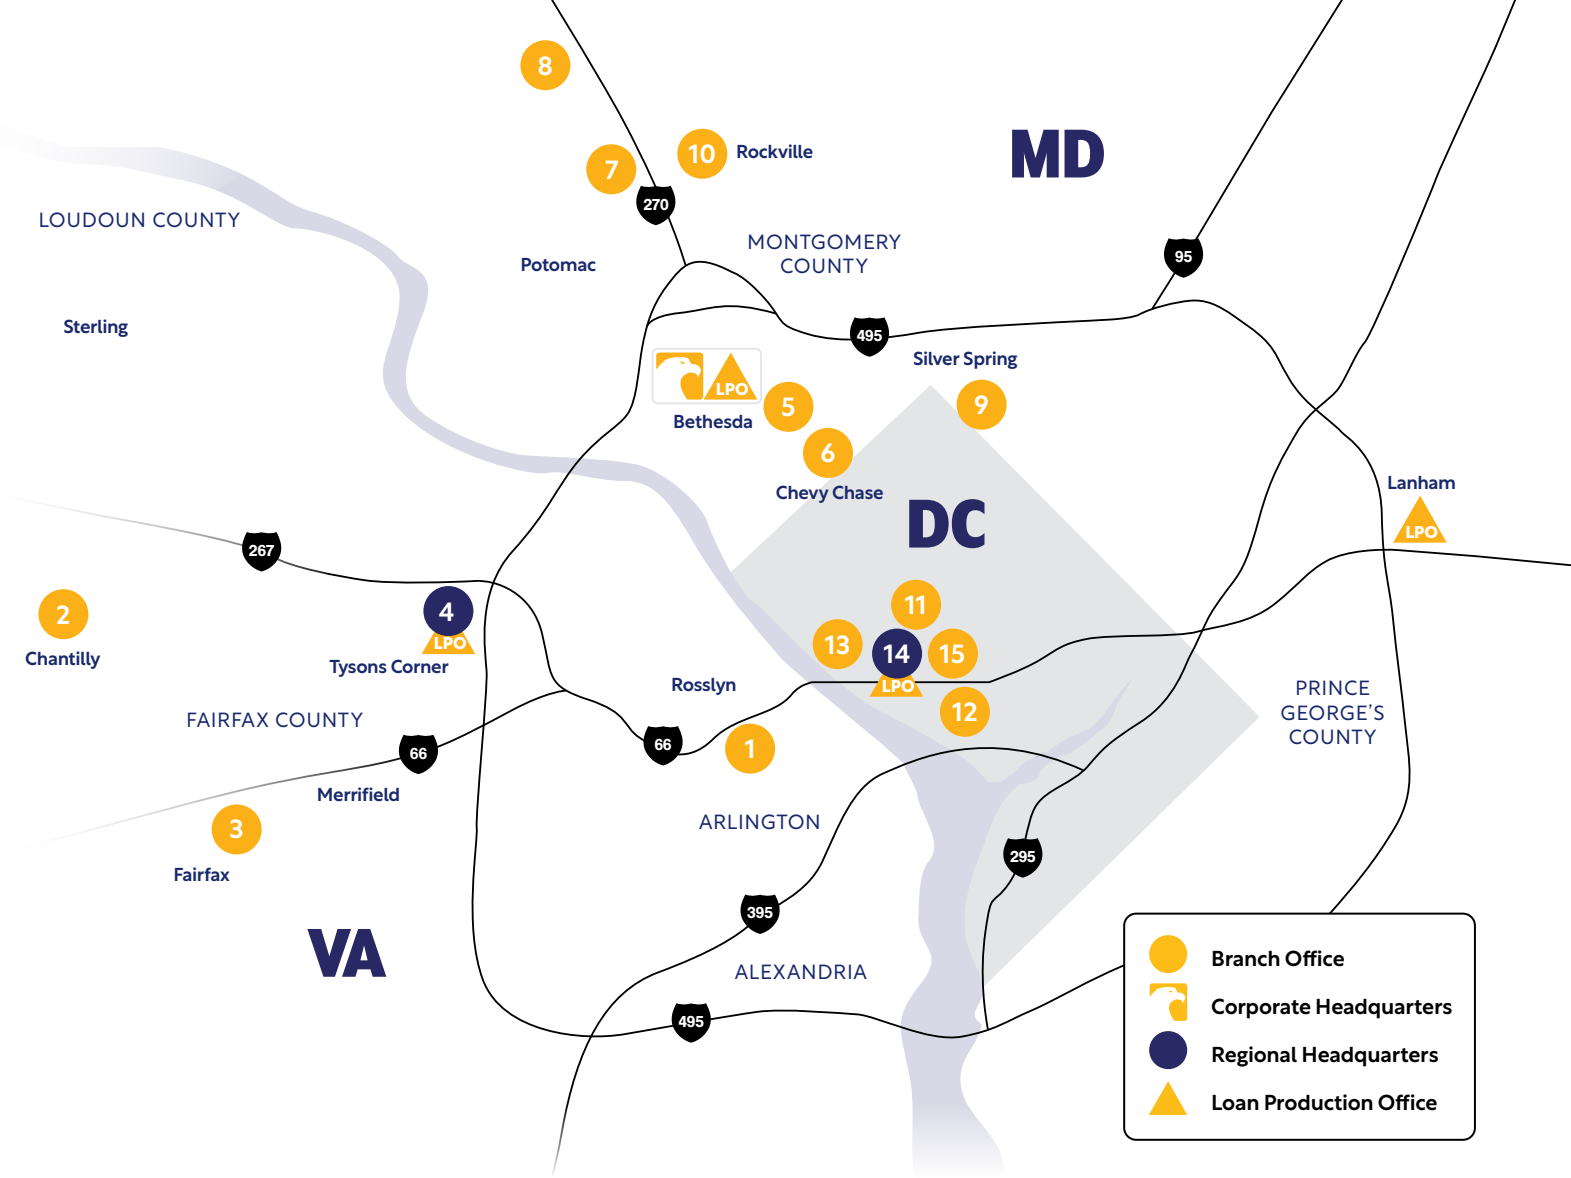 8
7
10
Rockville
MD
270
LOUDOUN COUNTY
MONTGOMERY
COUNTY
95
Potomac
Sterling
495
Silver Spring
LPO
Bethesda
5
9
6
Chevy Chase
DC
Lanham
LPO
267
2
Chantilly
4
LPO
Tysons Corner
11
13
14
15
LPO
12
Rosslyn
PRINCE
GEORGE’S
COUNTY
FAIRFAX COUNTY
66
66
1
Merrifield
3
Fairfax
ARLINGTON
295
395
VA
ALEXANDRIA
495
Branch Office
Corporate Headquarters
Regional Headquarters
Loan Production Office